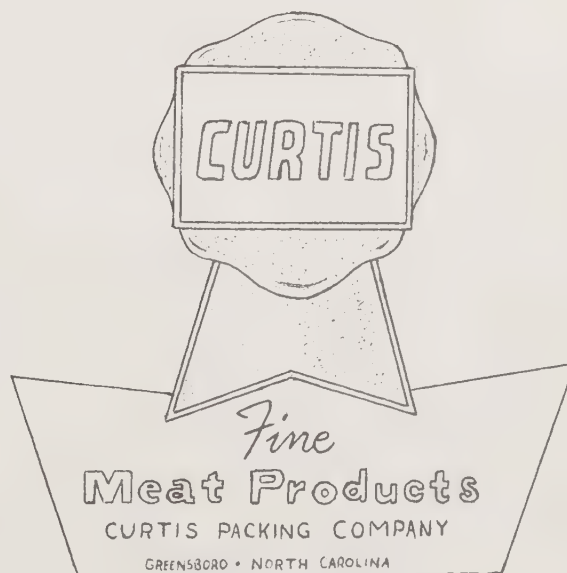 CURTIS
Fine
Meat Products
CURTIS PACKING COMPANY
GREENSBORO • NORTH CAROLINA